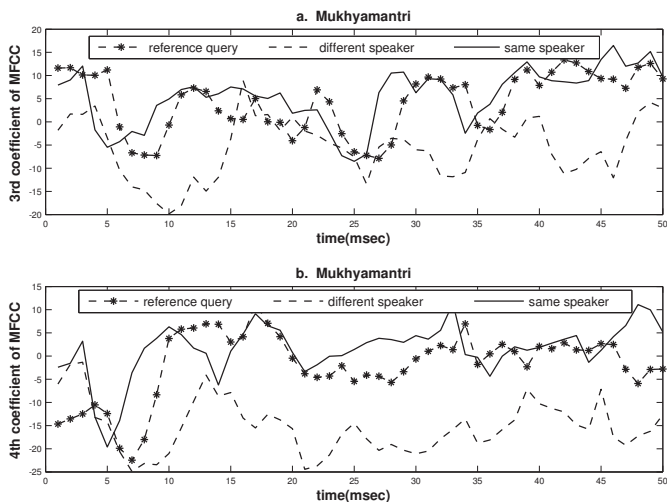 a. Mukhyamantri
reference query different speaker same speaker
3rd coefficient of MFCC
20
15
10
5
0
-5
-10
-15
-20
0 5 10 15 20 25 30 35 40 45 50
time(msec)
b. Mukhyamantri
reference query different speaker same speaker
4th coefficient of MFCC
15
10
5
0
-5
-10
-15
-20
-25
0 5 10 15 20 25 30 35 40 45 50
time(msec)